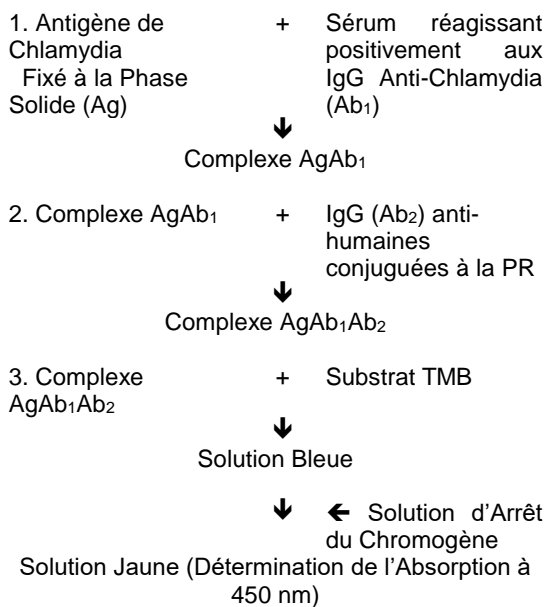 1. Antigène de + Sérum réagissant
Chlamydia positivement aux
Fixé à la Phase IgG Anti-Chlamydia
Solide (Ag) (Ab₁)
🡻
Complexe AgAb₁
2. Complexe AgAb₁ + IgG (Ab₂) anti-
humaines
conjuguées à la PR
🡻
Complexe AgAb₁Ab₂
3. Complexe + Substrat TMB
AgAb₁Ab₂
🡻
Solution Bleue
🡻 🡸 Solution d'Arrêt
du Chromogène
Solution Jaune (Détermination de l'Absorption à
450 nm)